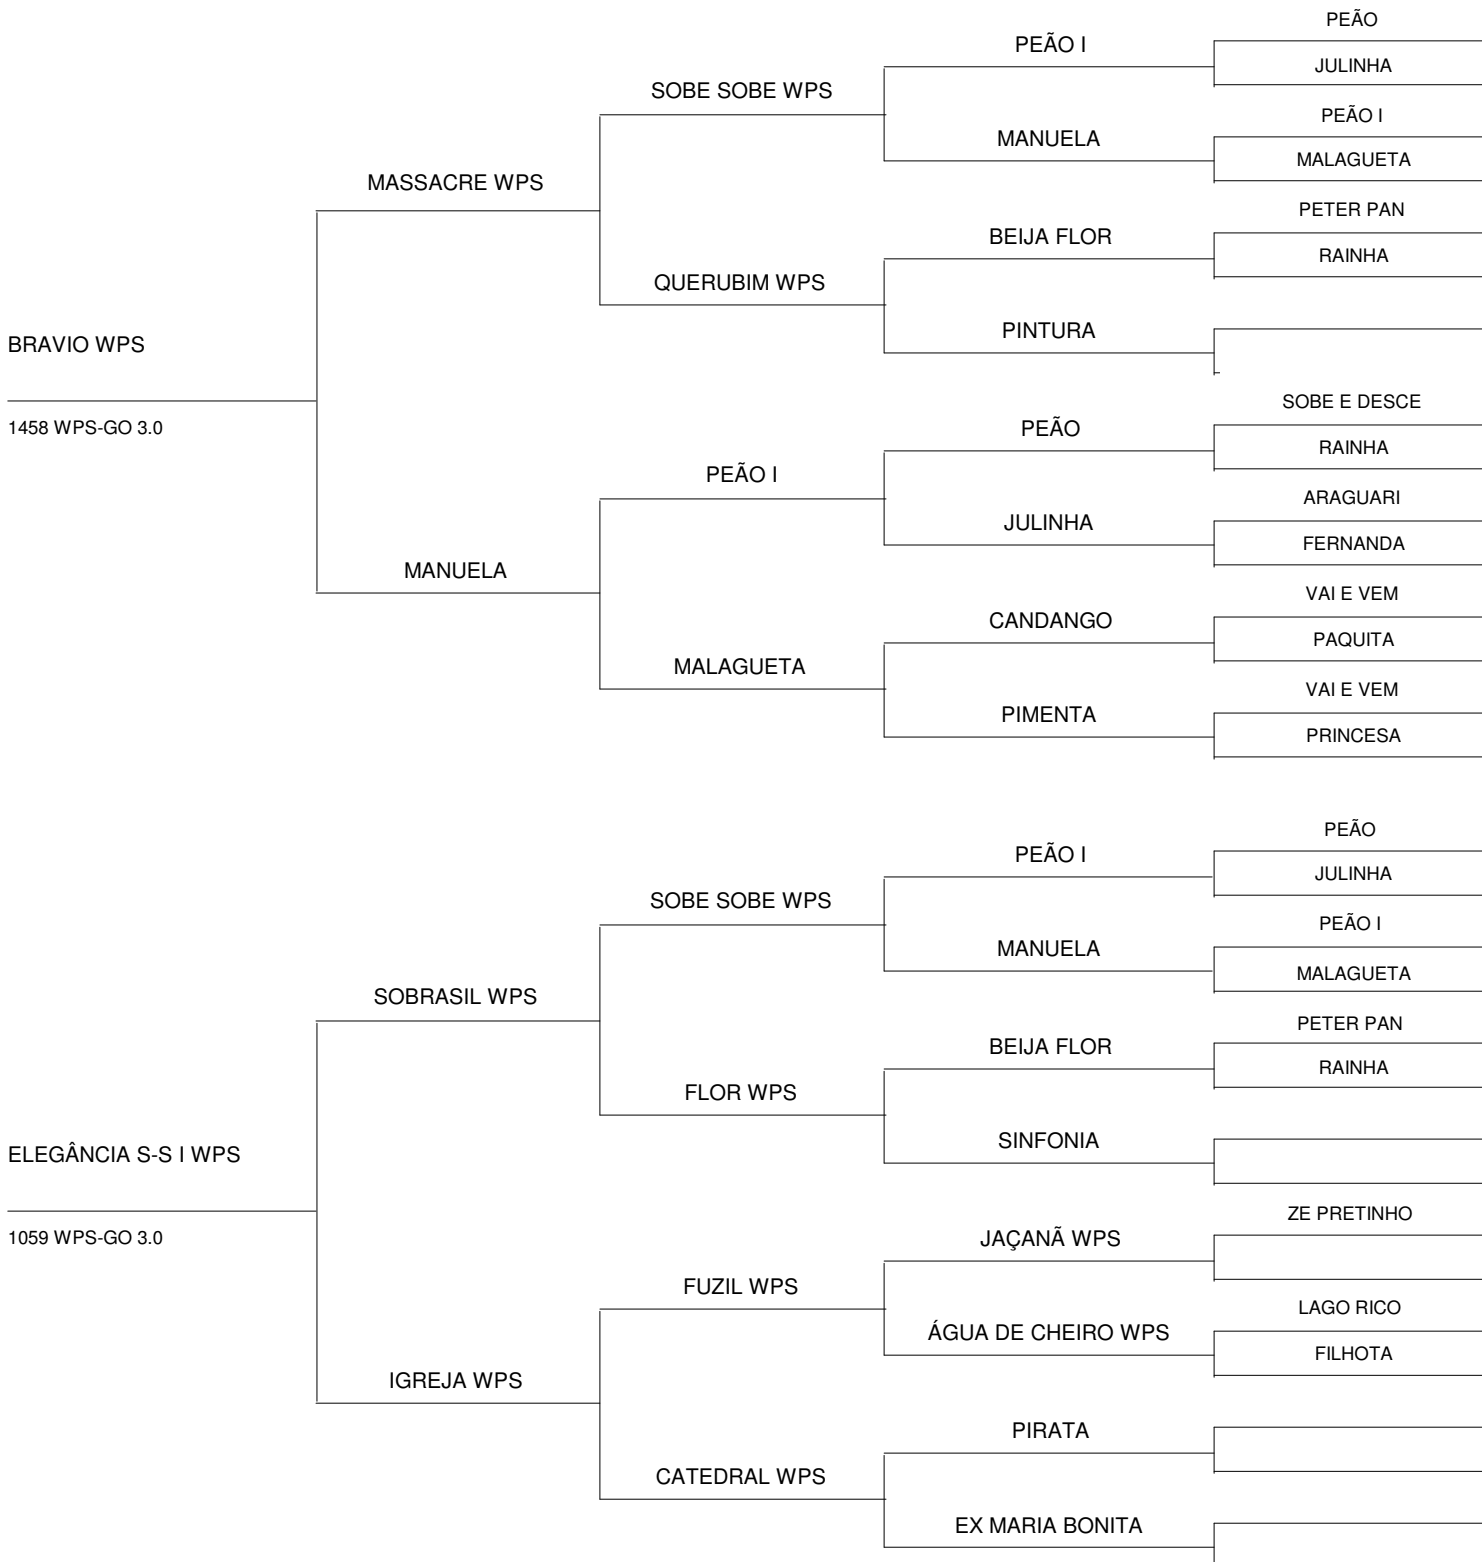 PEÃO
PEÃO I
JULINHA
SOBE SOBE WPS
PEÃO I
MANUELA
MALAGUETA
MASSACRE WPS
PETER PAN
BEIJA FLOR
RAINHA
QUERUBIM WPS
PINTURA
BRAVIO WPS
SOBE E DESCE
1458 WPS-GO 3.0
PEÃO
RAINHA
PEÃO I
ARAGUARI
JULINHA
FERNANDA
MANUELA
VAI E VEM
CANDANGO
PAQUITA
MALAGUETA
VAI E VEM
PIMENTA
PRINCESA
PEÃO
PEÃO I
JULINHA
SOBE SOBE WPS
PEÃO I
MANUELA
MALAGUETA
SOBRASIL WPS
PETER PAN
BEIJA FLOR
RAINHA
FLOR WPS
SINFONIA
ELEGÂNCIA S-S I WPS
ZE PRETINHO
1059 WPS-GO 3.0
JAÇANÃ WPS
FUZIL WPS
LAGO RICO
ÁGUA DE CHEIRO WPS
FILHOTA
IGREJA WPS
PIRATA
CATEDRAL WPS
EX MARIA BONITA